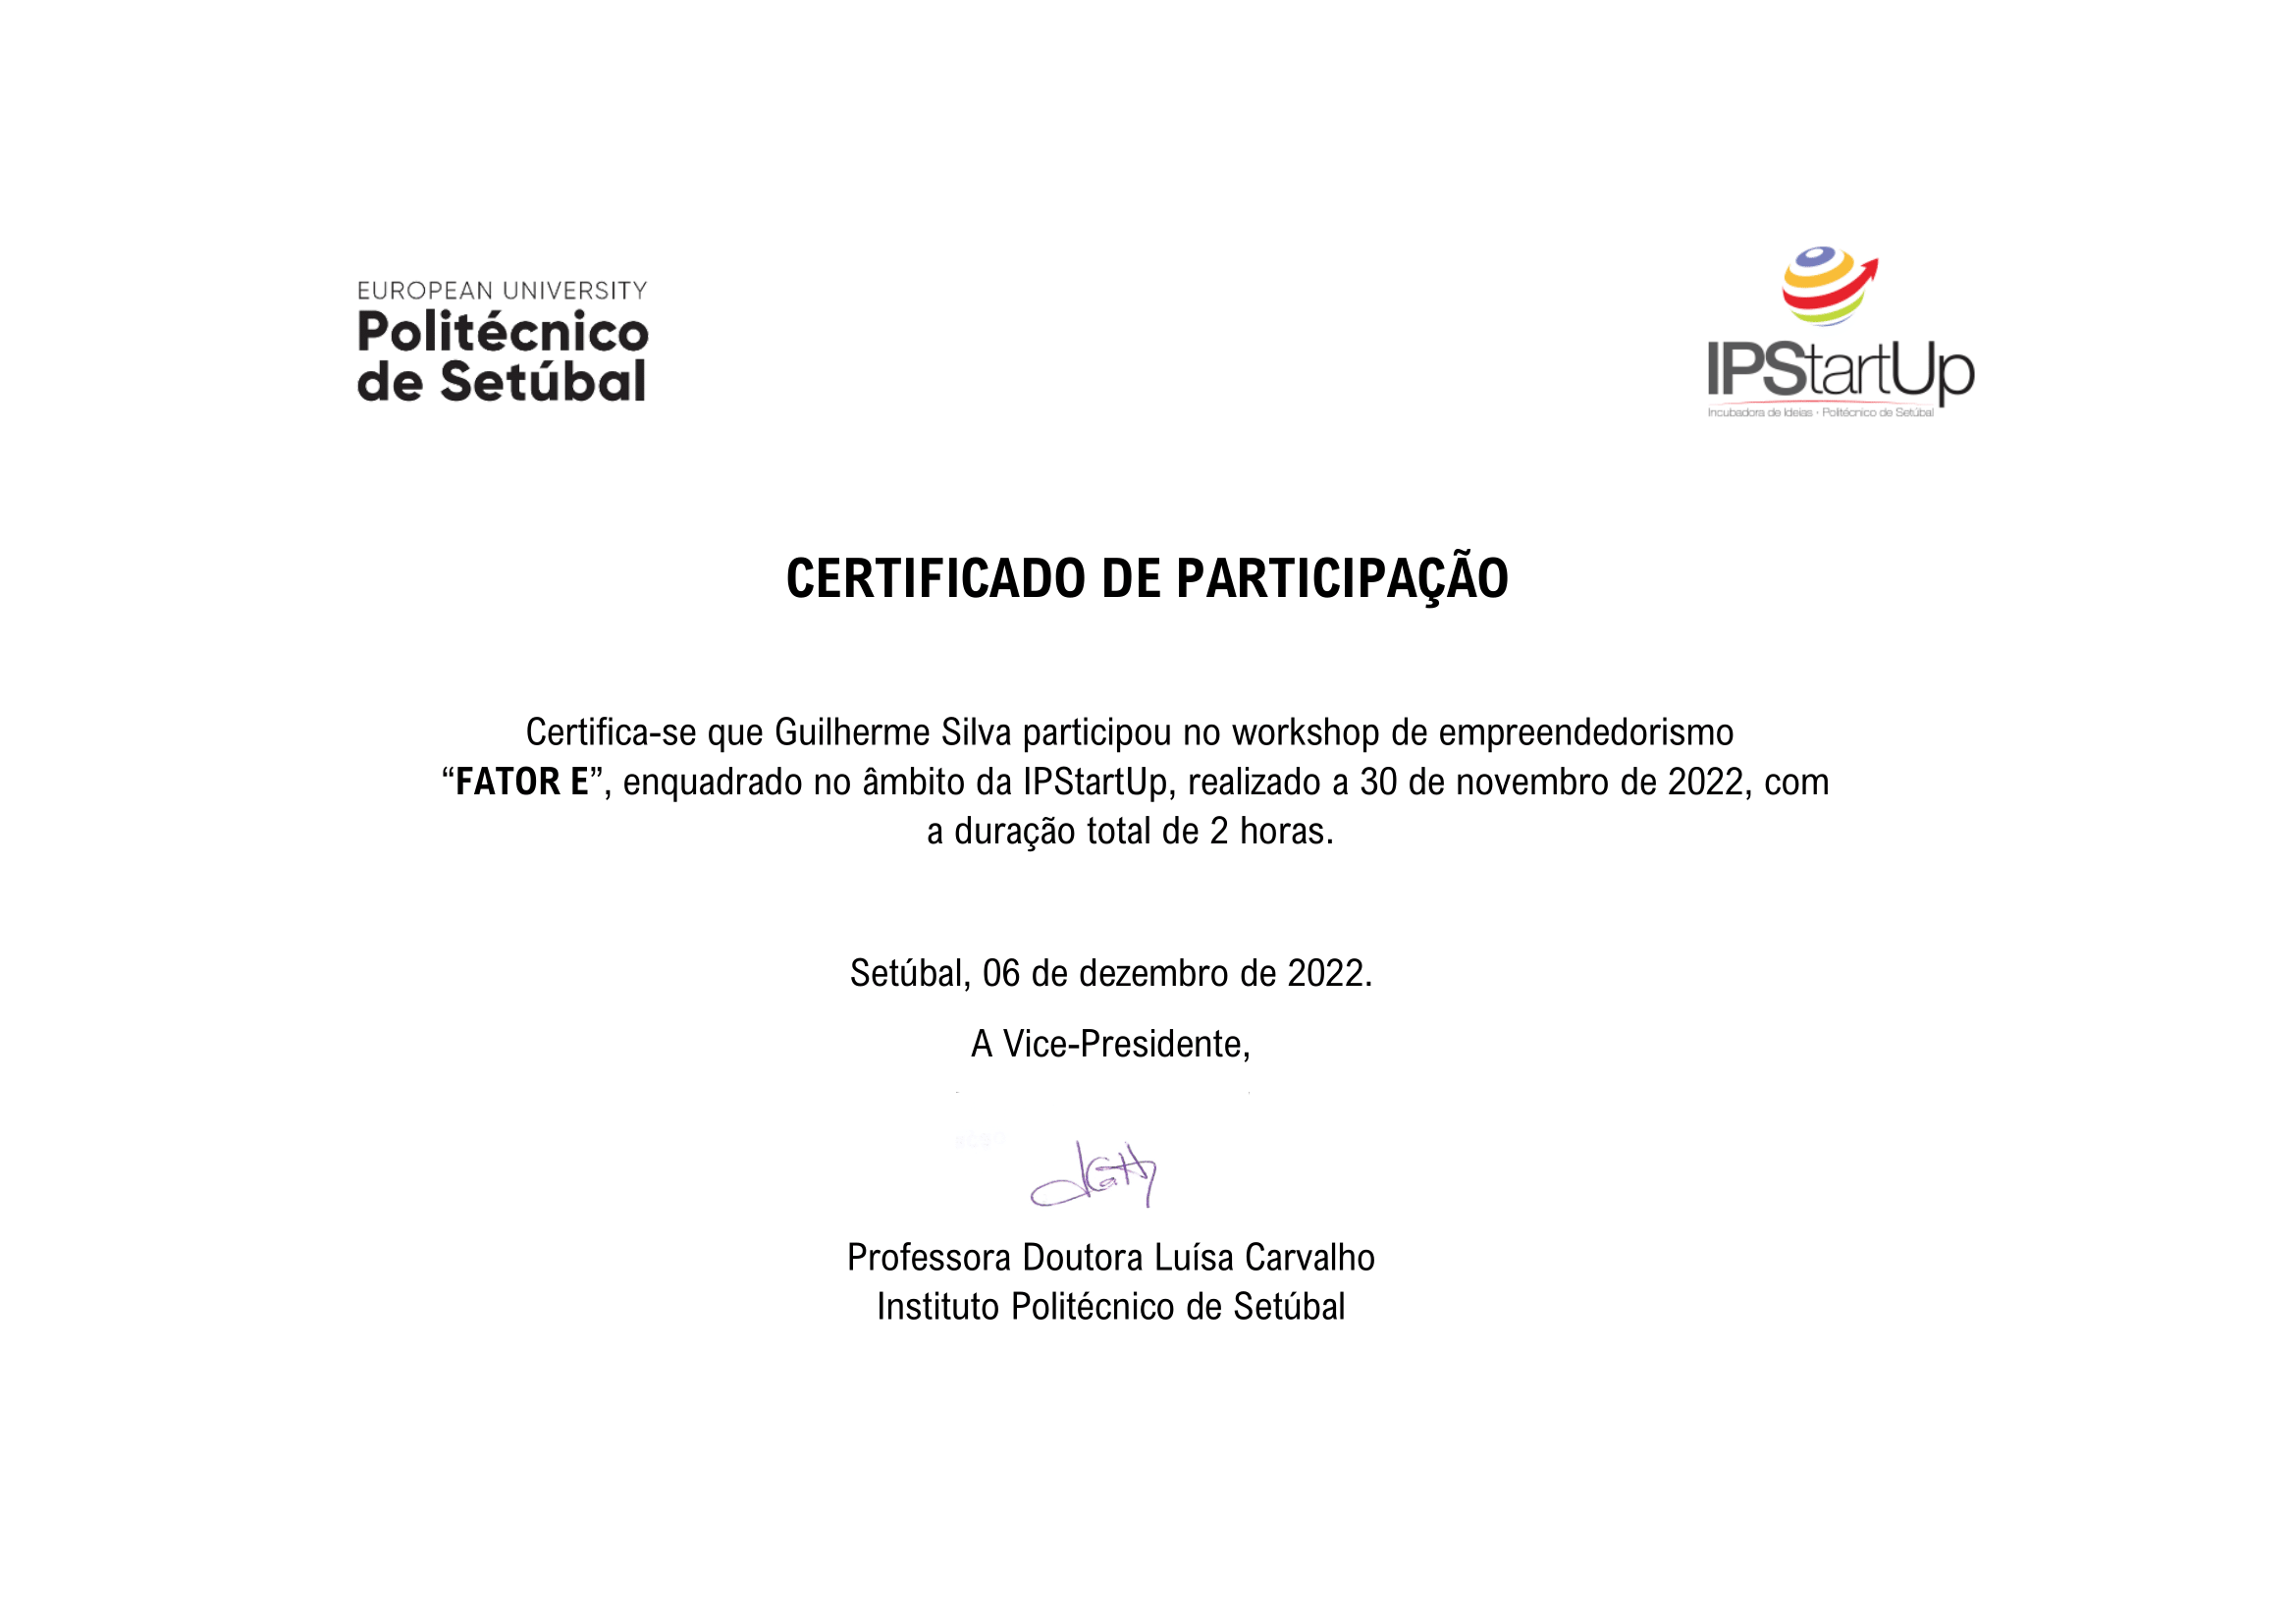 EUROPEAN UNIVERSITY
Politécnico
de Setúbal
IPStartUp
Incubadora de Ideias • Politécnico de Setúbal
CERTIFICADO DE PARTICIPAÇÃO
Certifica-se que Guilherme Silva participou no workshop de empreendedorismo
“FATOR E”, enquadrado no âmbito da IPStartUp, realizado a 30 de novembro de 2022, com
a duração total de 2 horas.
Setúbal, 06 de dezembro de 2022.
A Vice-Presidente,
Professora Doutora Luísa Carvalho
Instituto Politécnico de Setúbal